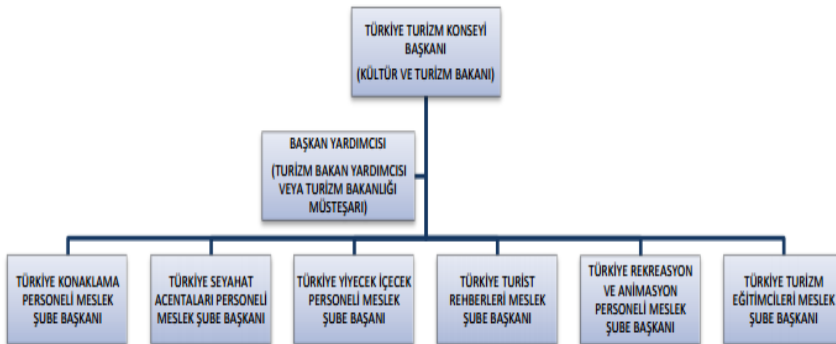 TÜRKİYE TURİZM KONSEYİ
BAŞKANI
(KÜLTÜR VE TURİZM BAKANI)
BAŞKAN YARDIMCISI
(TURİZM BAKAN YARDIMCISI
VEYA TURİZM BAKANLIĞI
MÜSTEŞARI)
TÜRKİYE KONAKLAMA
PERSONELİ MESLEK
ŞUBE BAŞKANI
TÜRKİYE SEYAHAT
ACENTALARI PERSONELİ
MESLEK ŞUBE BAŞKANI
TÜRKİYE YİYECEK İÇECEK
PERSONELİ MESLEK
ŞUBE BAŞANI
TÜRKİYE TURİST
REHBERLERİ MESLEK
ŞUBE BAŞKANI
TÜRKİYE REKREASYON
VE ANİMASYON
PERSONELİ MESLEK
ŞUBE BAŞKANI
TÜRKİYE TURİZM
EĞİTİMCİLERİ MESLEK
ŞUBE BAŞKANI